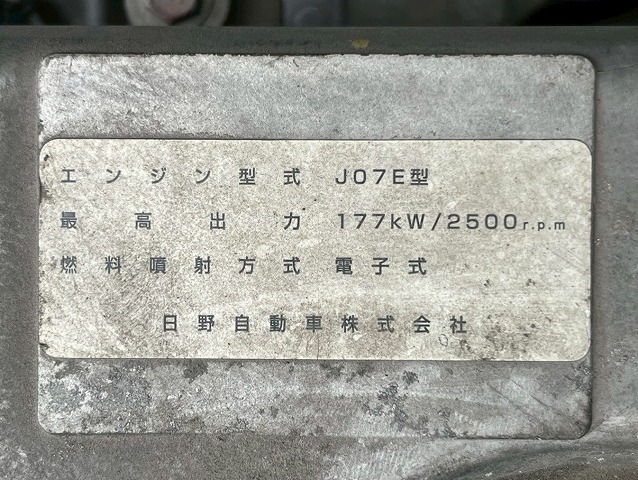 エンジン型式 J07E型
最高出力 177kW/2500r.p.m
燃料噴射方式 電子式
日野自動車株式会社